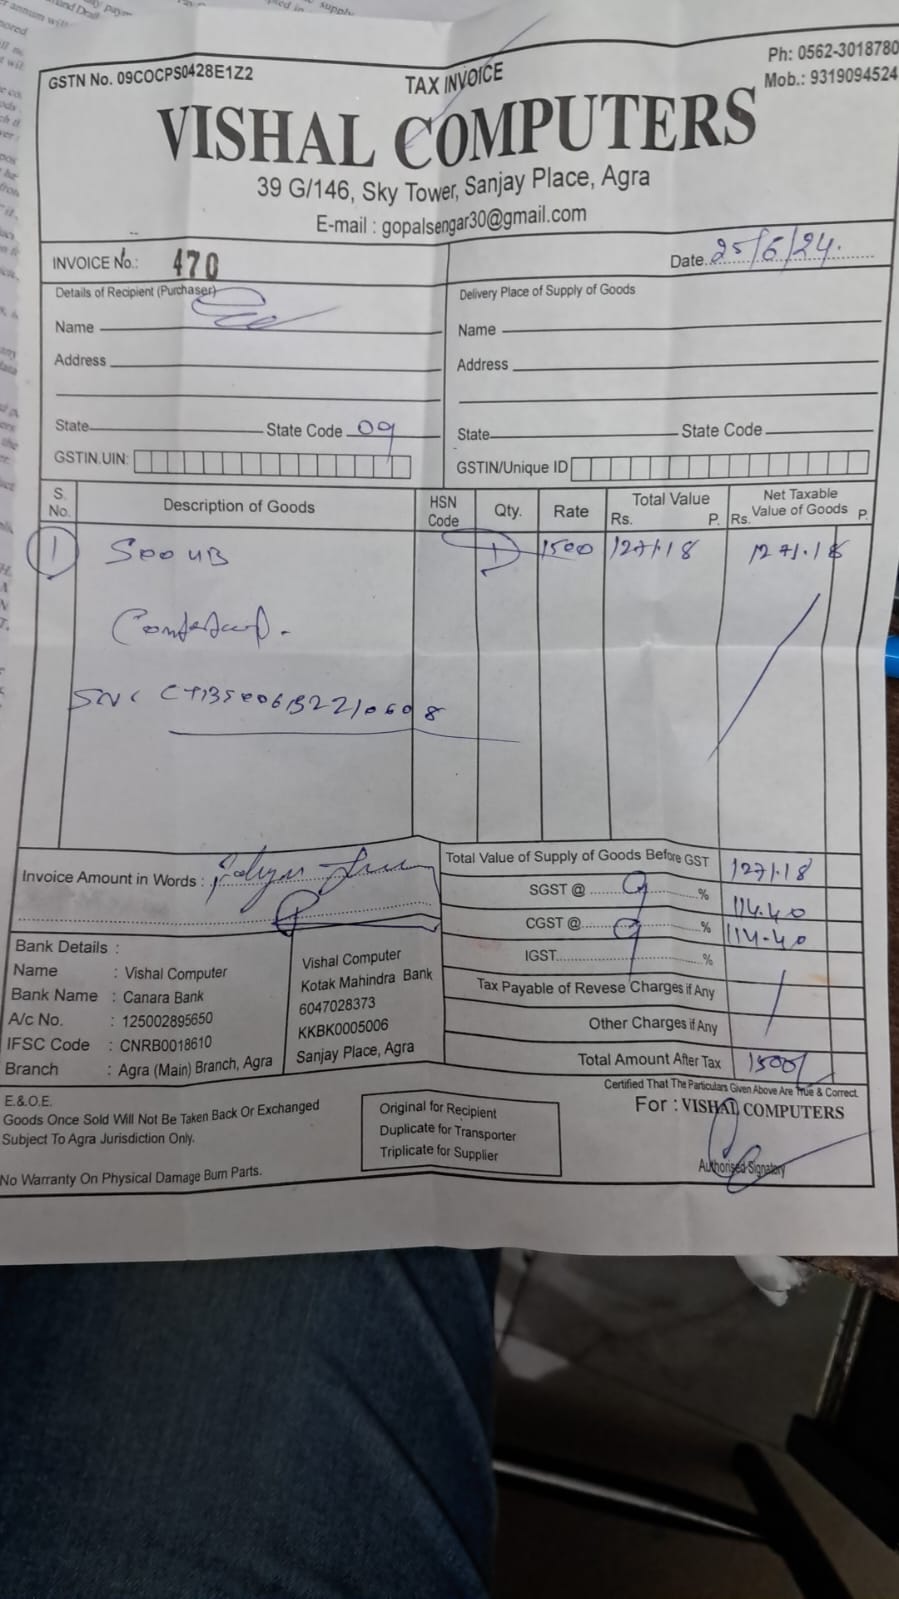 GSTN No. 09COCPS0428E1Z2
TAX INVOICE
Ph: 0562-3018780
Mob.: 9319094524
VISHAL COMPUTERS
39 G/146, Sky Tower, Sanjay Place, Agra
E-mail : gopalsengar30@gmail.com
INVOICE No.: 470
Date. 25/6/24.
Details of Recipient (Purchaser)
Delivery Place of Supply of Goods
Name
Name
Address
Address
State State Code 09
State State Code
GSTIN.UIN:
GSTIN/Unique ID
S. No. Description of Goods HSN Code Qty. Rate Total Value Rs. P. Net Taxable Value of Goods Rs. P.
1 500 1 1500 1271.18 1271.18
Total Value of Supply of Goods Before GST 1271.18
Invoice Amount in Words :
SGST @ 9 % 114.40
CGST @ 9 % 114.40
IGST %
Tax Payable of Revese Charges if Any
Other Charges if Any
Total Amount After Tax 1500/
Bank Details :
Name : Vishal Computer
Bank Name : Canara Bank
A/c No. : 125002895650
IFSC Code : CNRB0018610
Branch : Agra (Main) Branch, Agra
Vishal Computer
Kotak Mahindra Bank
6047028373
KKBK0005006
Sanjay Place, Agra
Certified That The Particulars Given Above Are True & Correct.
For : VISHAL COMPUTERS
Authorised Signatory
E.&O.E.
Goods Once Sold Will Not Be Taken Back Or Exchanged
Subject To Agra Jurisdiction Only.
No Warranty On Physical Damage Burn Parts.
Original for Recipient
Duplicate for Transporter
Triplicate for Supplier